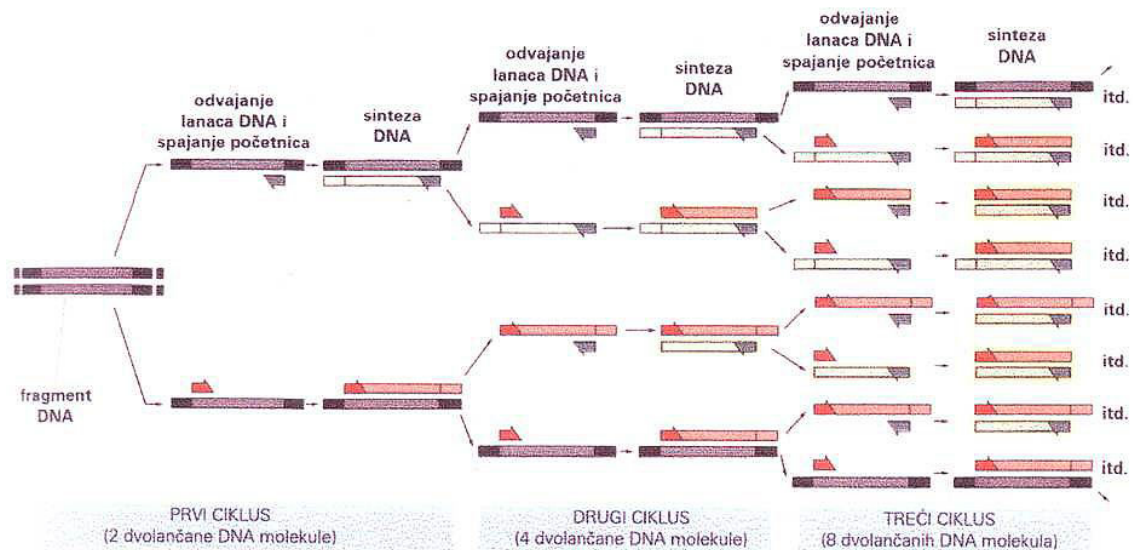 odvajanje
lanaca DNA i
spajanje početnica
sinteza
DNA
odvajanje
lanaca DNA i
spajanje početnica
sinteza
DNA
odvajanje
lanaca DNA i
spajanje početnica
sinteza
DNA
itd.
itd.
itd.
itd.
itd.
itd.
itd.
itd.
fragment
DNA
PRVI CIKLUS
(2 dvolančane DNA molekule)
DRUGI CIKLUS
(4 dvolančane DNA molekule)
TREĆI CIKLUS
(8 dvolančanih DNA molekula)